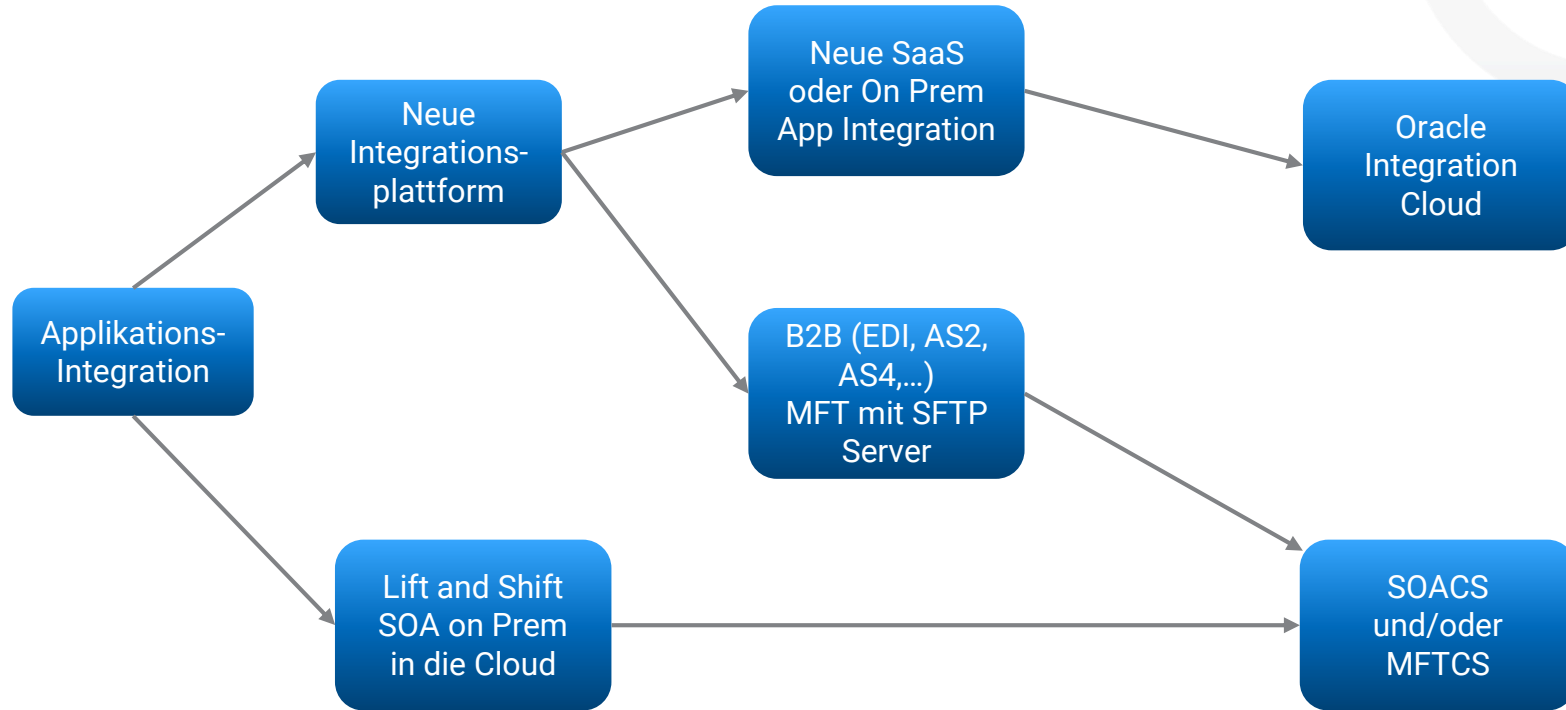 Neue SaaS
oder On Prem
App Integration
Neue
Integrations-
plattform
Oracle
Integration
Cloud
Applikations-
Integration
B2B (EDI, AS2,
AS4,...)
MFT mit SFTP
Server
Lift and Shift
SOA on Prem
in die Cloud
SOACS
und/oder
MFTCS